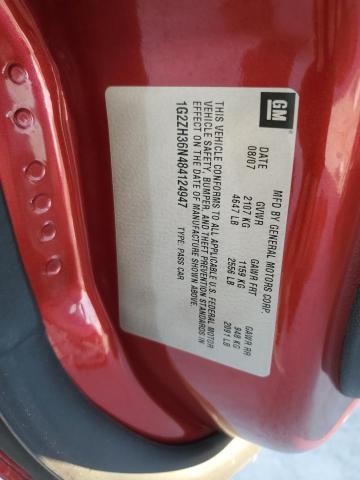 GM
MFD BY GENERAL MOTORS CORP.
DATE GVWR GAWR FRT GAWR RR
08/07 2107 KG 1159 KG 948 KG
4647 LB 2556 LB 2091 LB
THIS VEHICLE CONFORMS TO ALL APPLICABLE U.S. FEDERAL MOTOR
VEHICLE SAFETY, BUMPER, AND THEFT PREVENTION STANDARDS IN
EFFECT ON THE DATE OF MANUFACTURE SHOWN ABOVE.
1G2ZH36N484124947 TYPE: PASS CAR